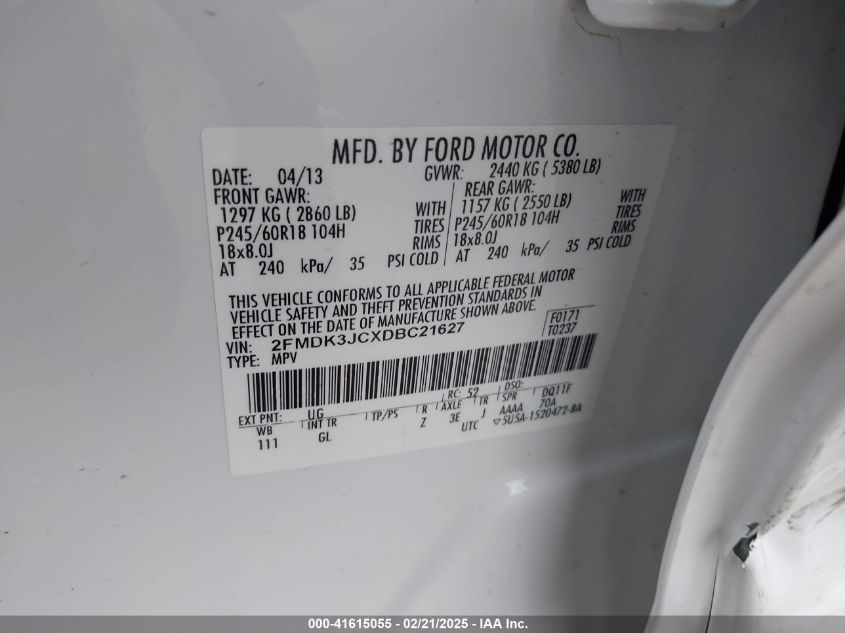 MFD. BY FORD MOTOR CO.
DATE: 04/13 GVWR: 2440 KG ( 5380 LB)
FRONT GAWR: REAR GAWR:
1297 KG ( 2860 LB) WITH 1157 KG ( 2550 LB) WITH
P245/60R18 104H TIRES P245/60R18 104H TIRES
18x8.0J RIMS 18x8.0J RIMS
AT 240 kPa/ 35 PSI COLD AT 240 kPa/ 35 PSI COLD
THIS VEHICLE CONFORMS TO ALL APPLICABLE FEDERAL MOTOR
VEHICLE SAFETY AND THEFT PREVENTION STANDARDS IN
EFFECT ON THE DATE OF MANUFACTURE SHOWN ABOVE.
VIN: 2FMDK3JCXDBC21627 F0171
TYPE: MPV T0237
EXT PNT: UG RC: 52 DSO:
WB INT TR TP/PS R AXLE TR SPR DQ11F
111 GL Z 3E J AAAA 70A
UTC ▽5U5A-1520472-BA
000-41615055 - 02/21/2025 - IAA Inc.